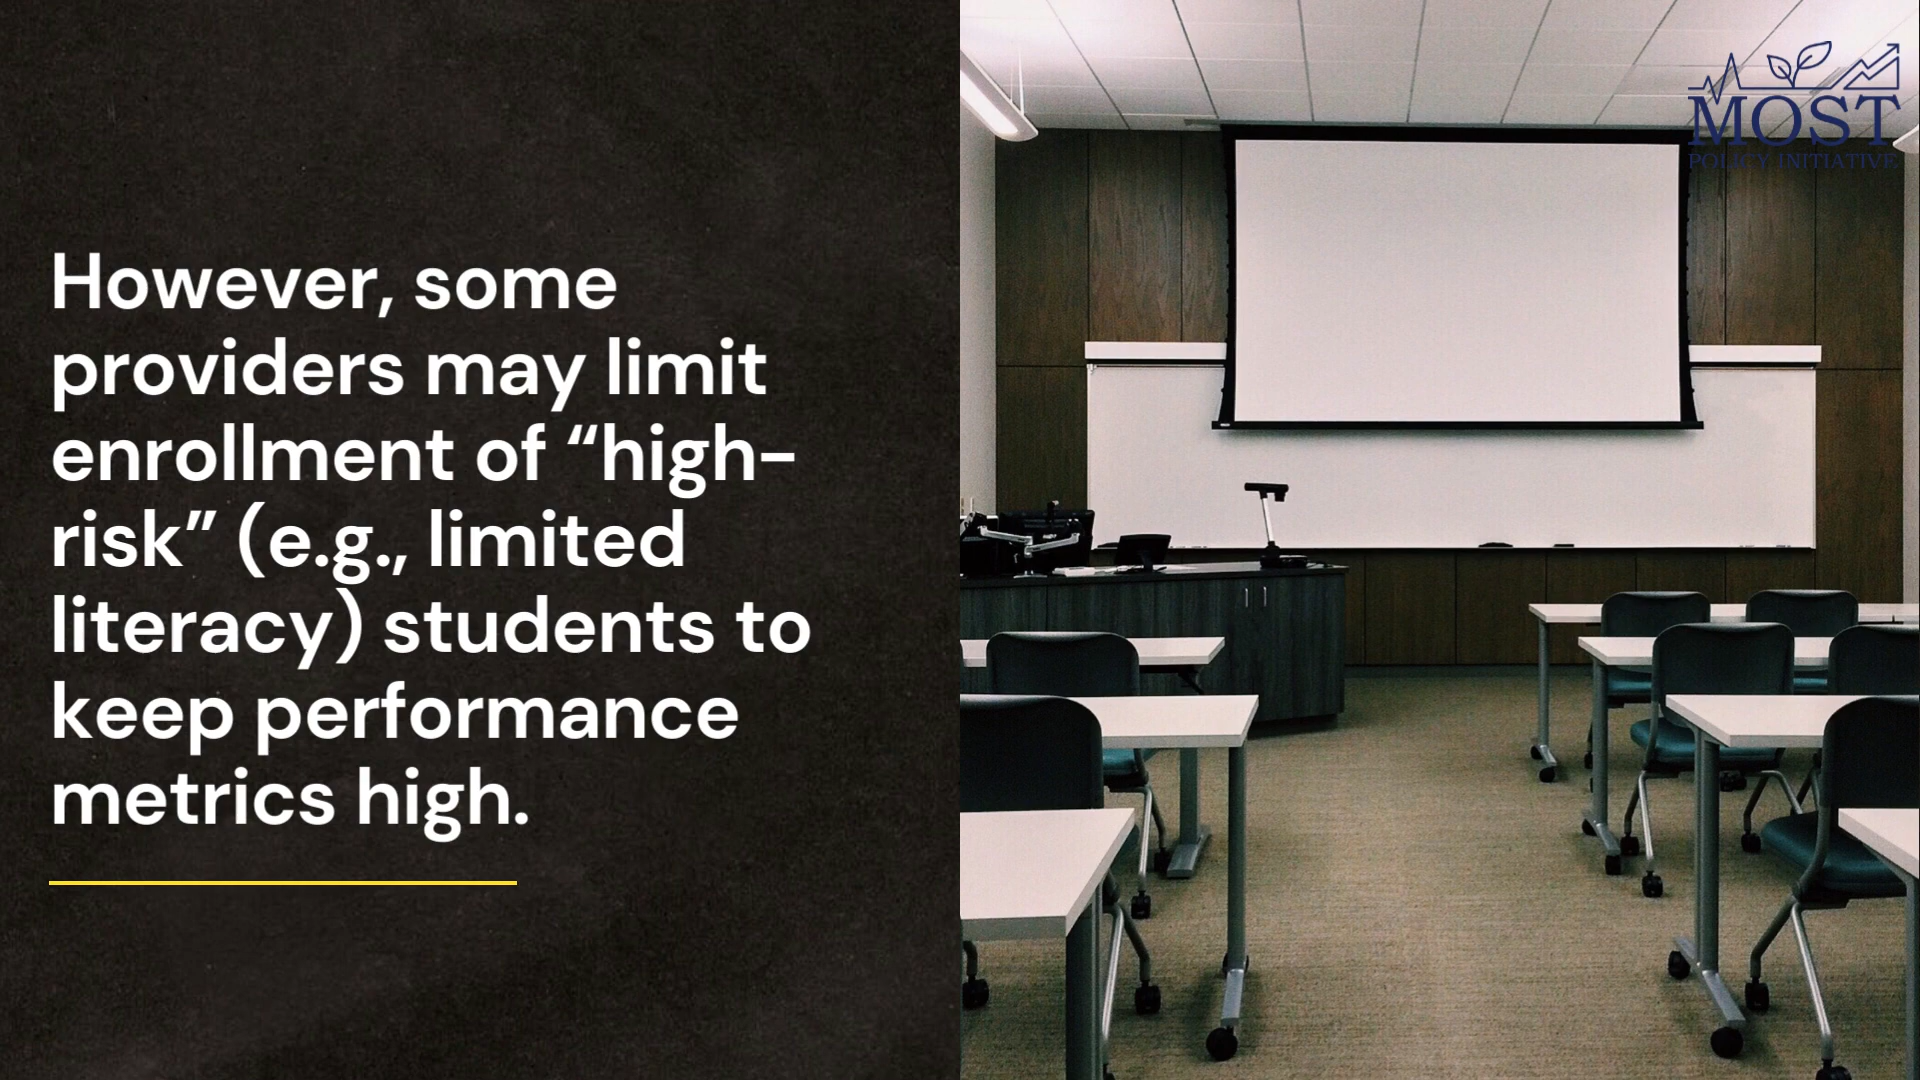 However, some
providers may limit
enrollment of “high-
risk” (e.g., limited
literacy) students to
keep performance
metrics high.
MOST
POLICY INITIATIVE